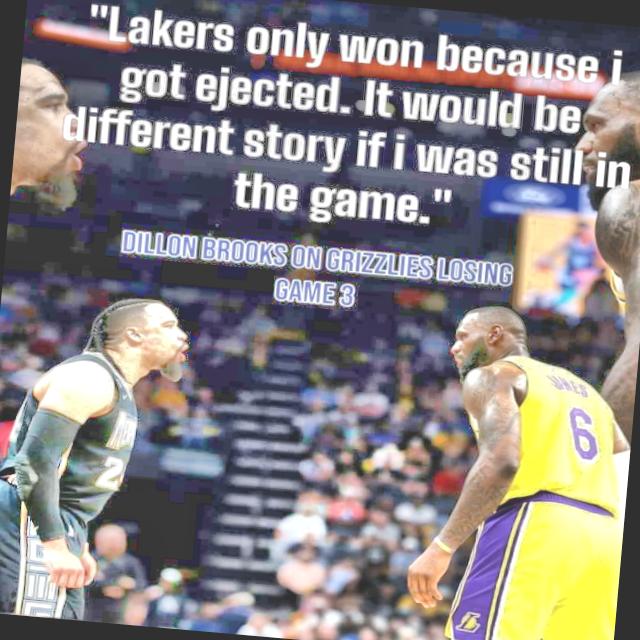 "Lakers only won because i
got ejected. It would be
different story if i was still in
the game."
DILLON BROOKS ON GRIZZLIES LOSING
GAME 3
6